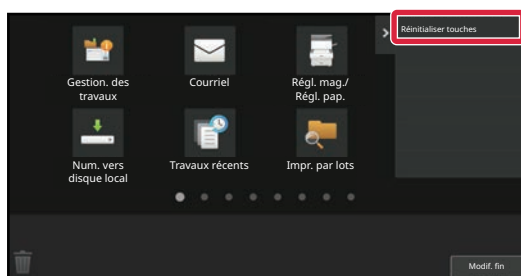 Réinitialiser touches
Gestion. des
travaux
Courriel
Régl. mag./
Régl. pap.
Num. vers
disque local
Travaux récents
Impr. par lots
Modif. fin